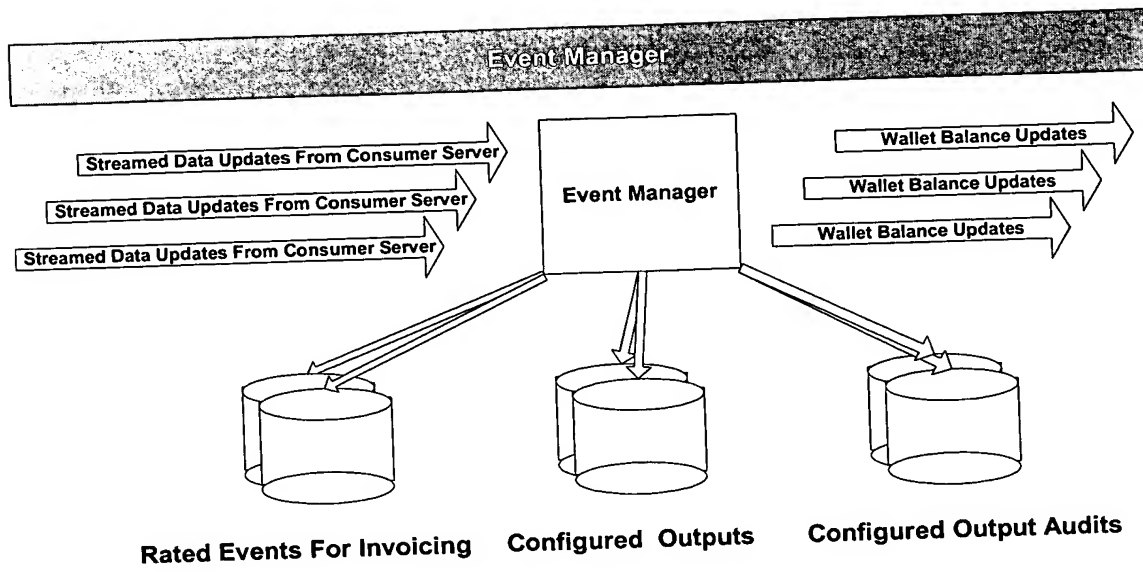 Event Manager
Streamed Data Updates From Consumer Server
Streamed Data Updates From Consumer Server
Streamed Data Updates From Consumer Server
Event Manager
Wallet Balance Updates
Wallet Balance Updates
Wallet Balance Updates
Rated Events For Invoicing
Configured Outputs
Configured Output Audits